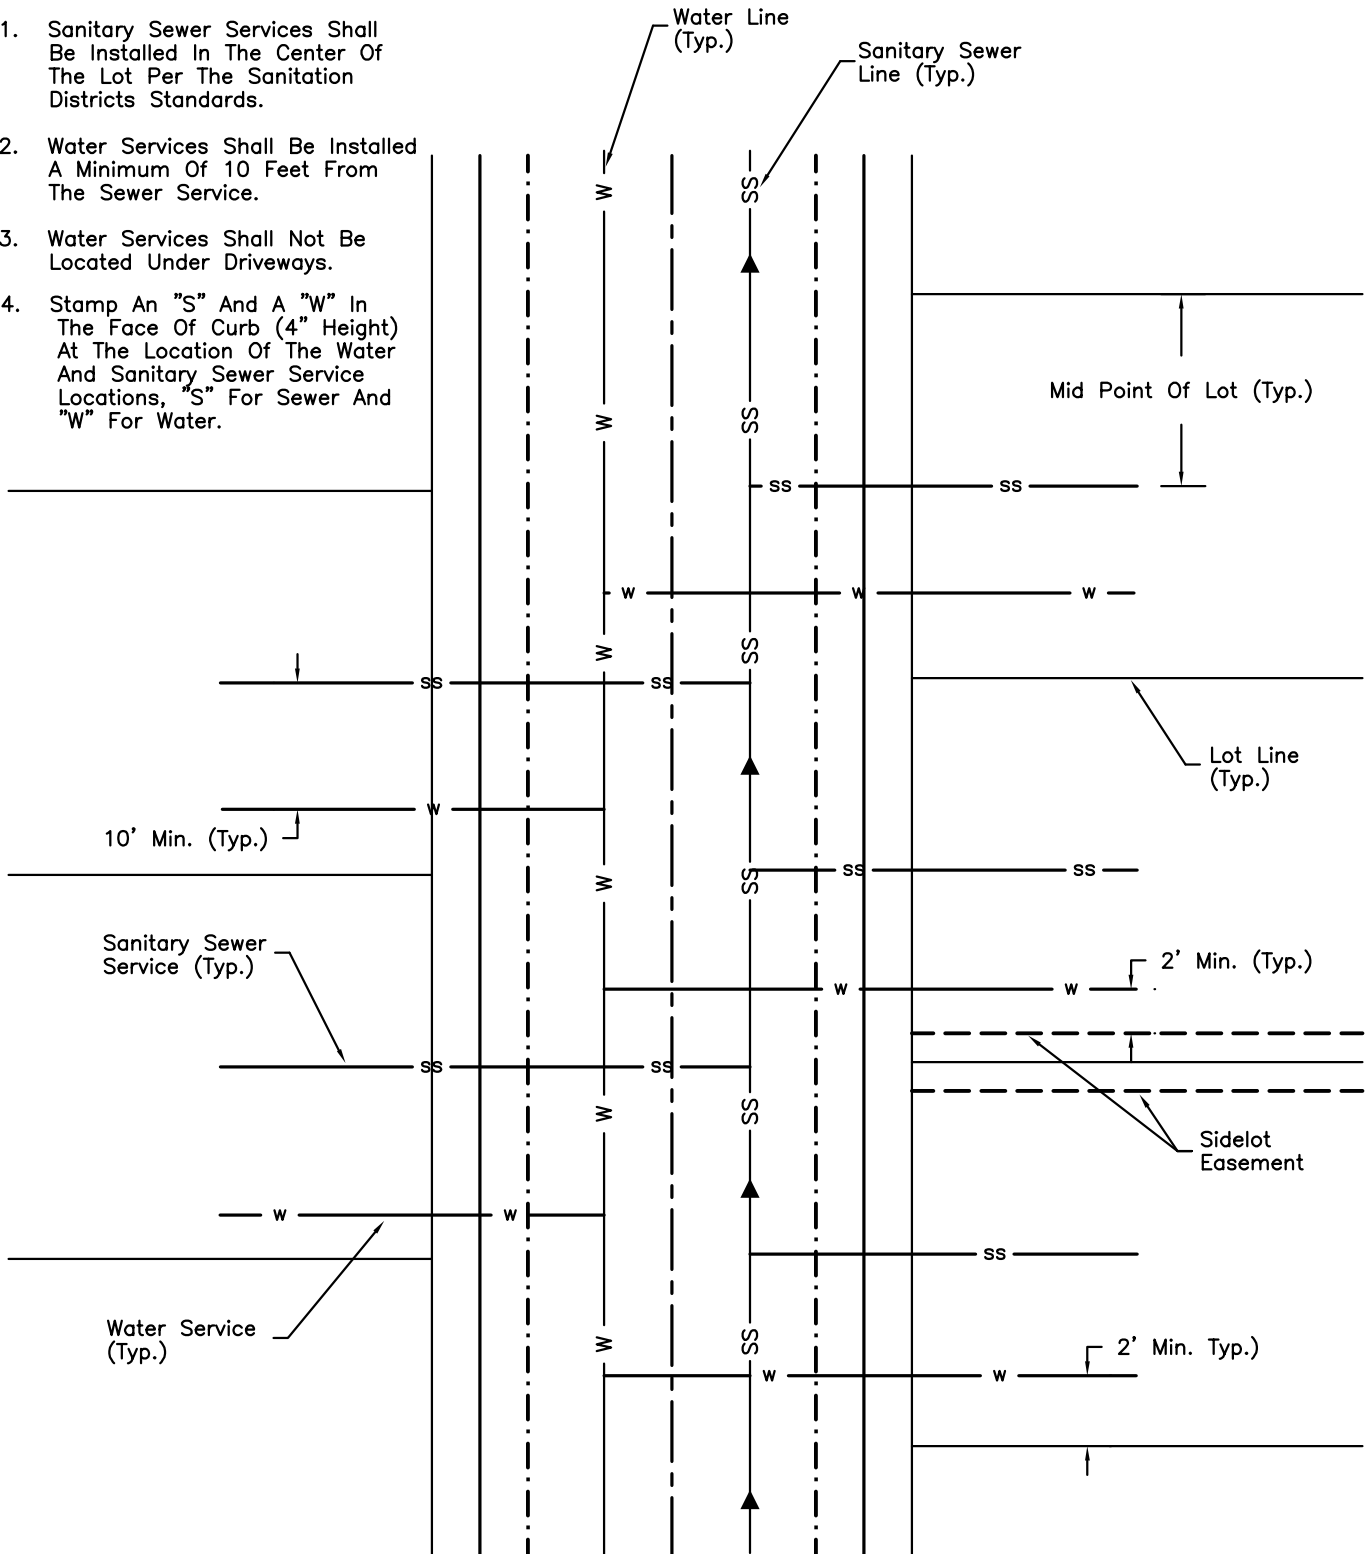 1. Sanitary Sewer Services Shall
Be Installed In The Center Of
The Lot Per The Sanitation
Districts Standards.
2. Water Services Shall Be Installed
A Minimum Of 10 Feet From
The Sewer Service.
3. Water Services Shall Not Be
Located Under Driveways.
4. Stamp An "S" And A "W" In
The Face Of Curb (4" Height)
At The Location Of The Water
And Sanitary Sewer Service
Locations, "S" For Sewer And
"W" For Water.
Water Line
(Typ.)
Sanitary Sewer
Line (Typ.)
W
SS
Mid Point Of Lot (Typ.)
W
SS
SS
SS
W
W
W
W
SS
SS
SS
Lot Line
(Typ.)
W
10' Min. (Typ.)
W
SS
SS
SS
Sanitary Sewer
Service (Typ.)
2' Min. (Typ.)
W
W
SS
SS
W
SS
Sidelot
Easement
W
W
SS
Water Service
(Typ.)
W
SS
2' Min. Typ.)
W
W